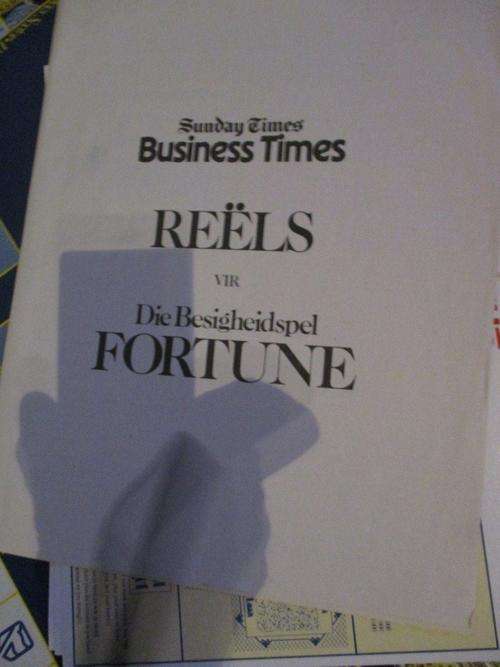 Sunday Times
Business Times
REËLS
VIR
Die Besigheidspel
FORTUNE